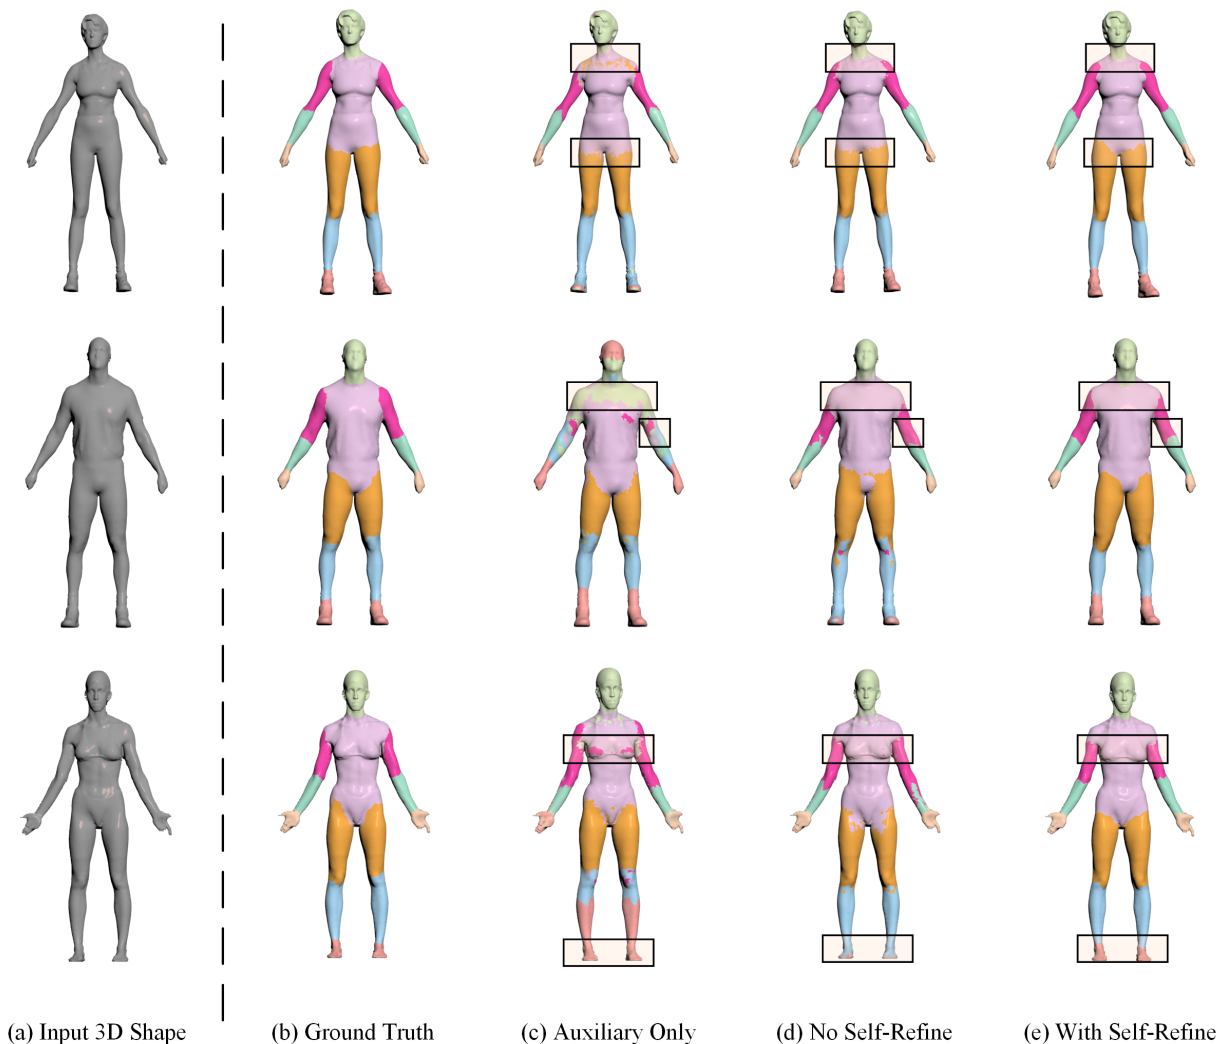 (a) Input 3D Shape
(b) Ground Truth
(c) Auxiliary Only
(d) No Self-Refine
(e) With Self-Refine